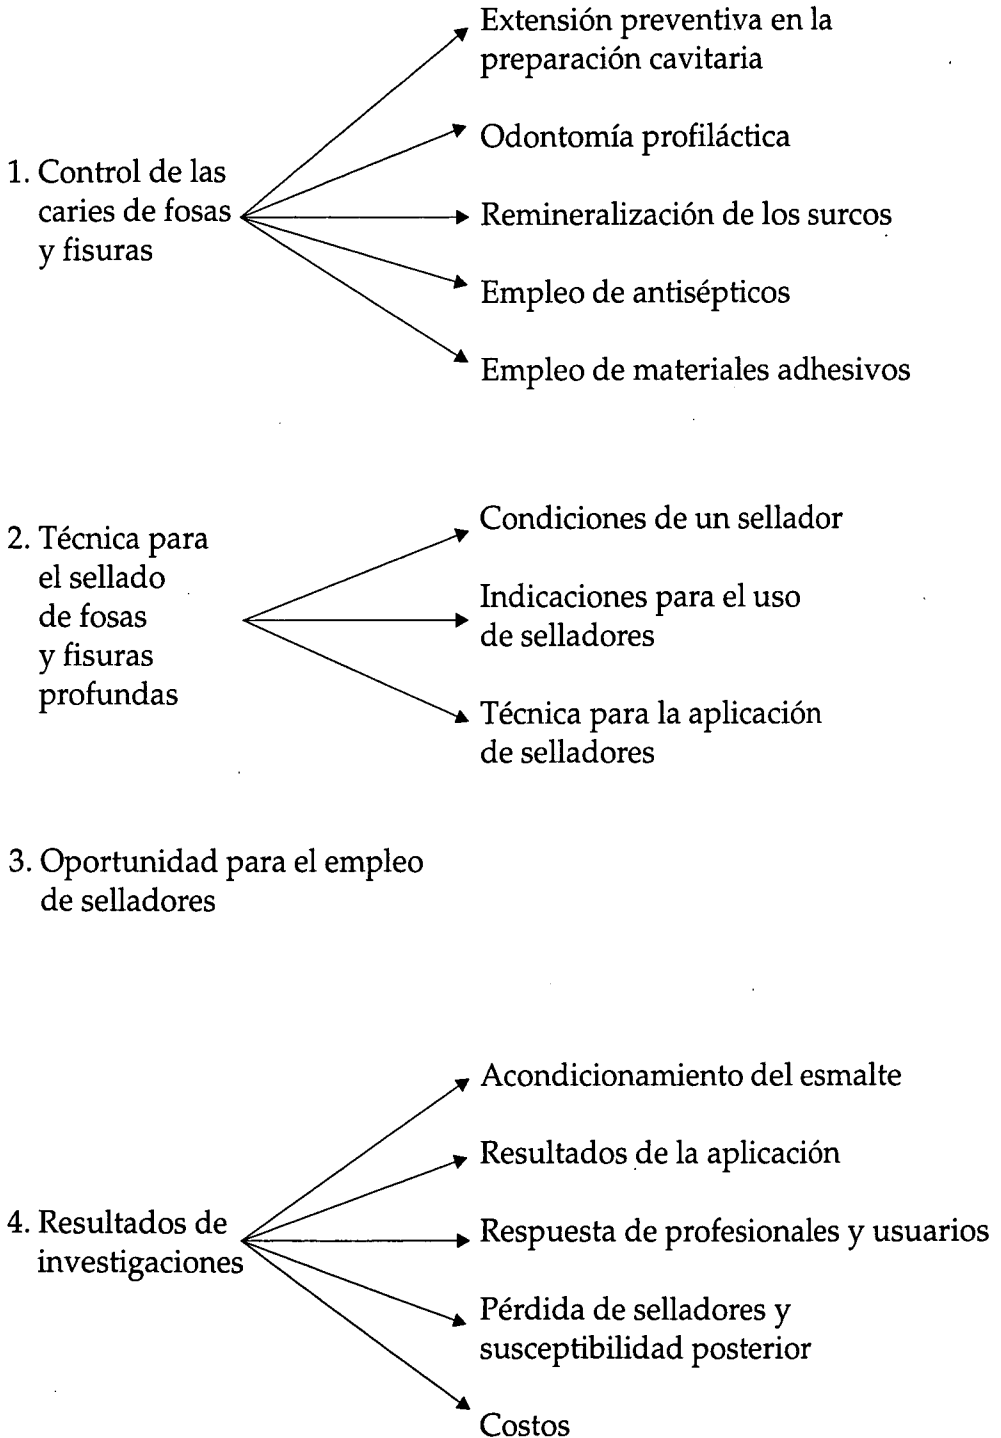 1. Control de las
caries de fosas
y fisuras
Extensión preventiva en la
preparación cavitaria
Odontomía profiláctica
Remineralización de los surcos
Empleo de antisépticos
Empleo de materiales adhesivos
2. Técnica para
el sellado
de fosas
y fisuras
profundas
Condiciones de un sellador
Indicaciones para el uso
de selladores
Técnica para la aplicación
de selladores
3. Oportunidad para el empleo
de selladores
4. Resultados de
investigaciones
Acondicionamiento del esmalte
Resultados de la aplicación
Respuesta de profesionales y usuarios
Pérdida de selladores y
susceptibilidad posterior
Costos